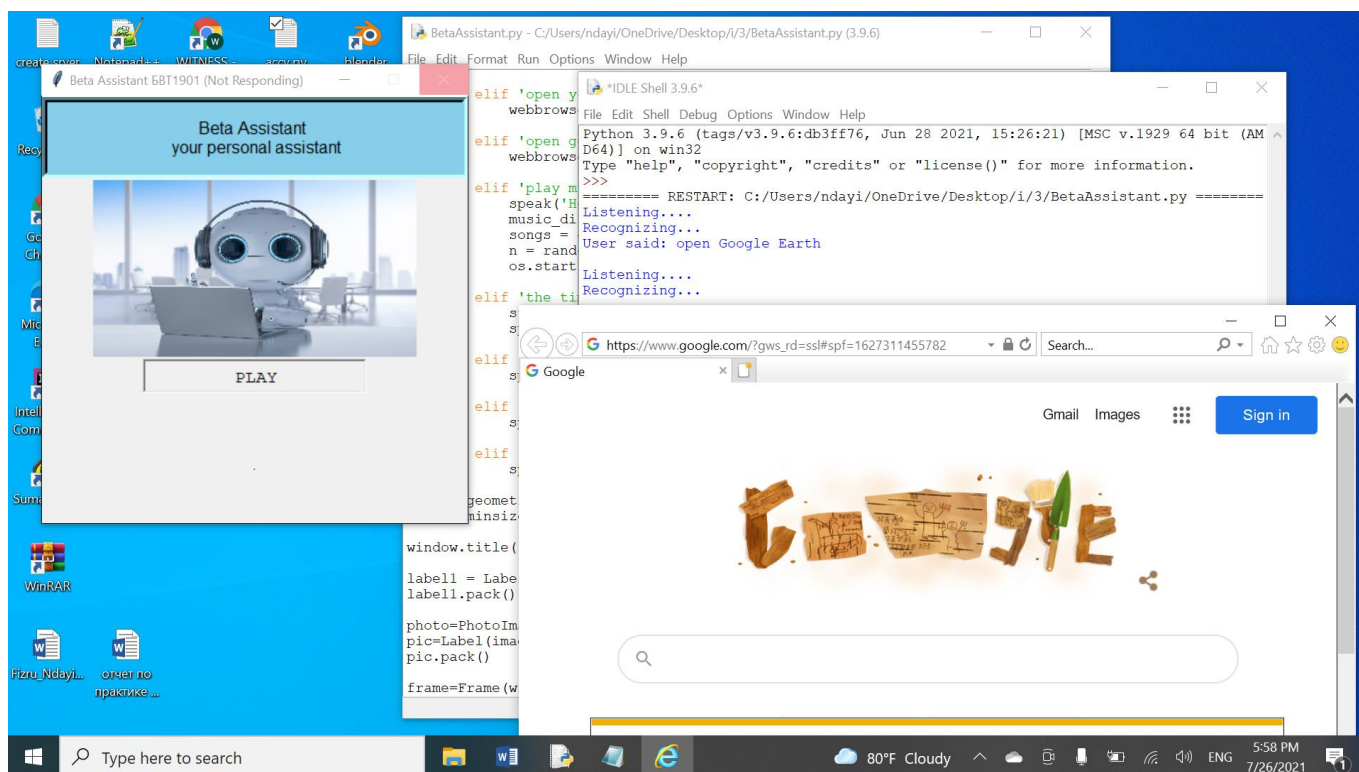 create srver
Notepad++
WITNESS -
accv.py
blender
Beta Assistant БВТ1901 (Not Responding)
Beta Assistant
your personal assistant
PLAY
WinRAR
Fizru_Ndayi...
отчет по
практике ...
BetaAssistant.py - C:/Users/ndayi/OneDrive/Desktop/i/3/BetaAssistant.py (3.9.6)
File Edit Format Run Options Window Help
elif 'open y
webbrows
elif 'open g
webbrows
elif 'play m
speak('H
music_di
songs =
n = rand
os.start
elif 'the ti
s
s
elif
s
elif
s
elif
s
geomet
minsiz
window.title(
label1 = Labe
label1.pack()
photo=PhotoIm
pic=Label(ima
pic.pack()
frame=Frame(w
*IDLE Shell 3.9.6*
File Edit Shell Debug Options Window Help
Python 3.9.6 (tags/v3.9.6:db3ff76, Jun 28 2021, 15:26:21) [MSC v.1929 64 bit (AM
D64)] on win32
Type "help", "copyright", "credits" or "license()" for more information.
>>>
========= RESTART: C:/Users/ndayi/OneDrive/Desktop/i/3/BetaAssistant.py ========
Listening....
Recognizing...
User said: open Google Earth
Listening....
Recognizing...
https://www.google.com/?gws_rd=ssl#spf=1627311455782
Search...
Google
Gmail Images
Sign in
Type here to search
80°F Cloudy
ENG
5:58 PM
7/26/2021
1